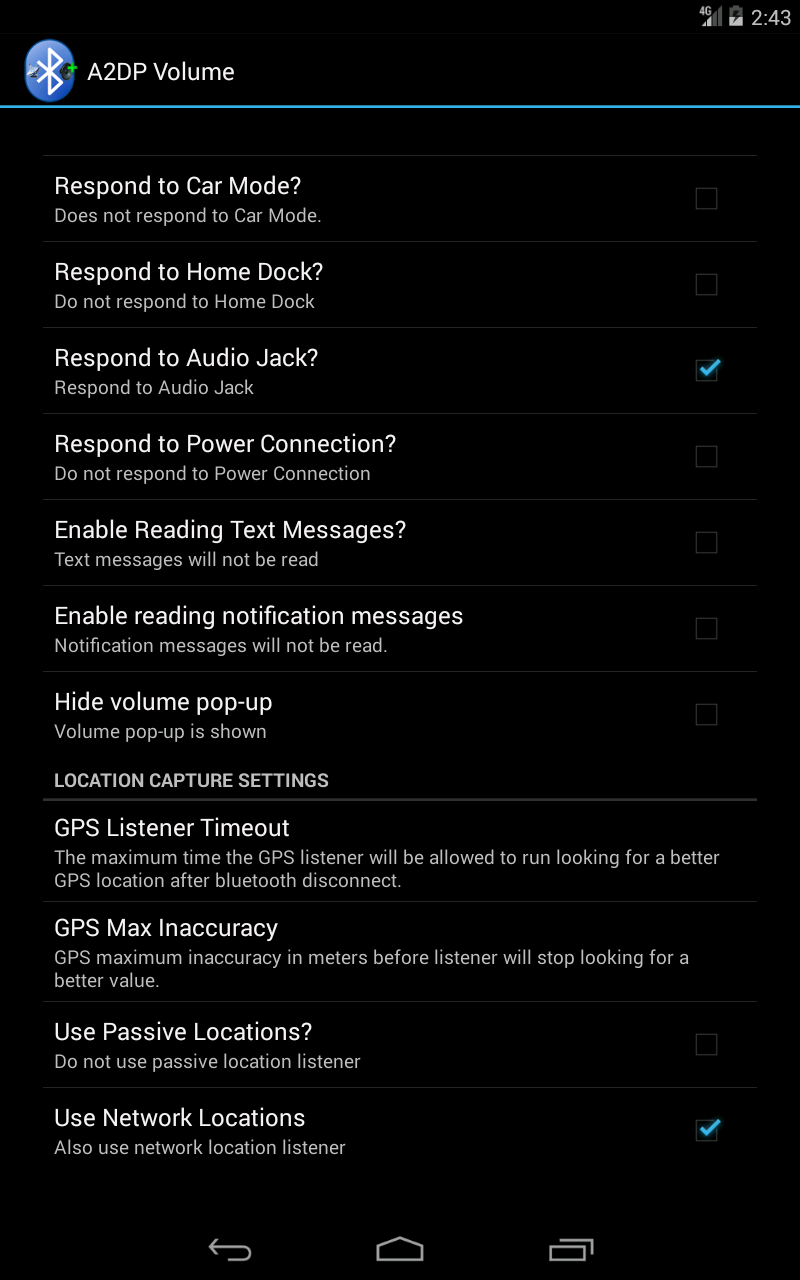 4G 2:43
A2DP Volume
Respond to Car Mode?
Does not respond to Car Mode.
Respond to Home Dock?
Do not respond to Home Dock
Respond to Audio Jack?
Respond to Audio Jack
Respond to Power Connection?
Do not respond to Power Connection
Enable Reading Text Messages?
Text messages will not be read
Enable reading notification messages
Notification messages will not be read.
Hide volume pop-up
Volume pop-up is shown
LOCATION CAPTURE SETTINGS
GPS Listener Timeout
The maximum time the GPS listener will be allowed to run looking for a better
GPS location after bluetooth disconnect.
GPS Max Inaccuracy
GPS maximum inaccuracy in meters before listener will stop looking for a
better value.
Use Passive Locations?
Do not use passive location listener
Use Network Locations
Also use network location listener